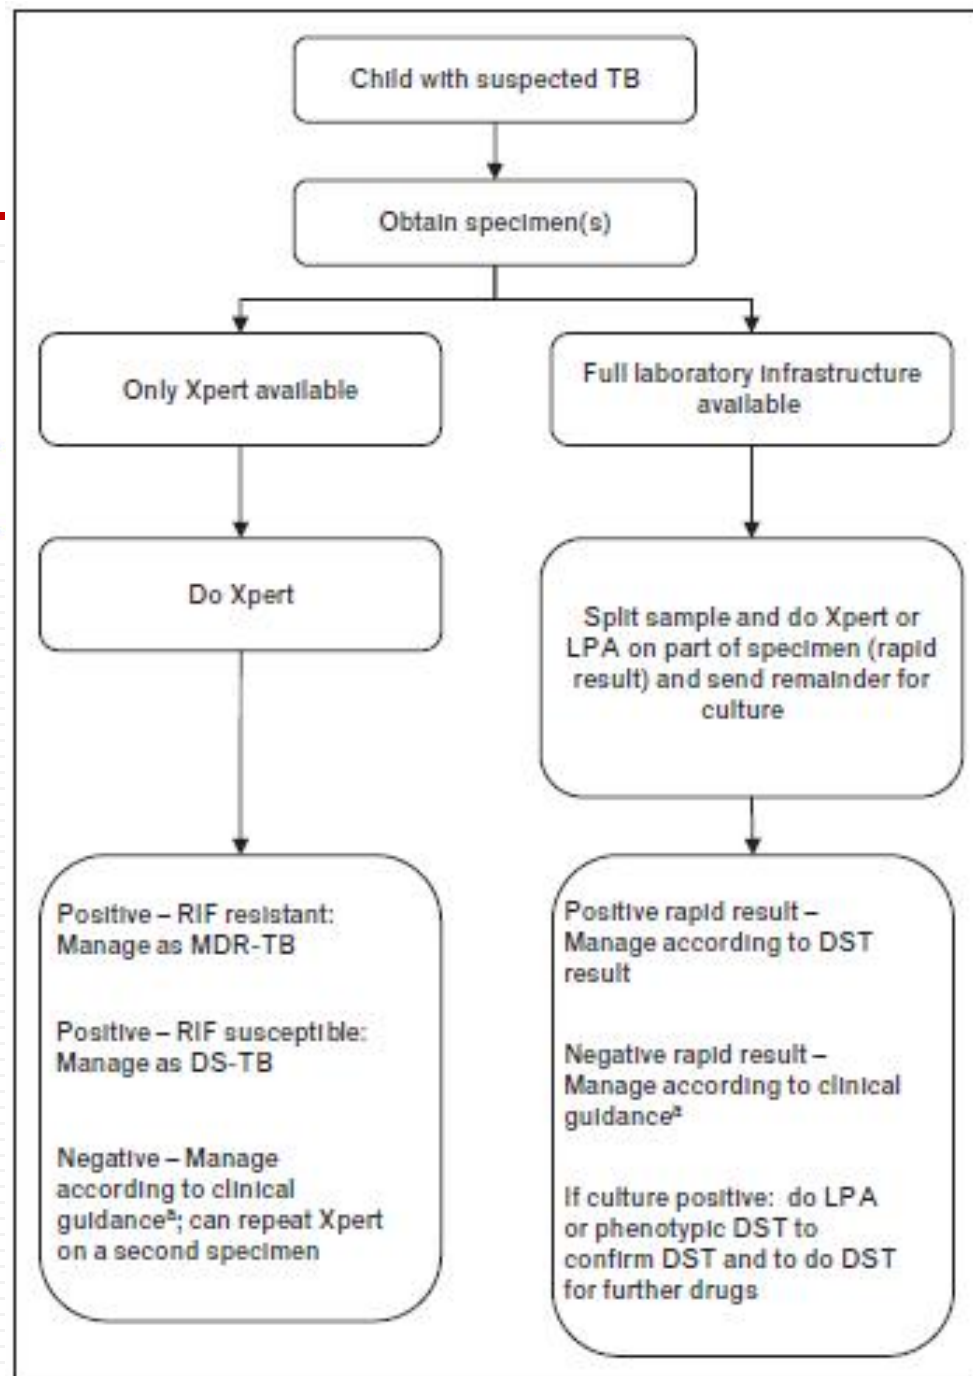 Child with suspected TB
Obtain specimen(s)
Only Xpert available
Full laboratory infrastructure
available
Do Xpert
Split sample and do Xpert or
LPA on part of specimen (rapid
result) and send remainder for
culture
Positive – RIF resistant:
Manage as MDR-TB
Positive – RIF susceptible:
Manage as DS-TB
Negative – Manage
according to clinical
guidanceª; can repeat Xpert
on a second specimen
Positive rapid result –
Manage according to DST
result
Negative rapid result –
Manage according to clinical
guidanceª
If culture positive: do LPA
or phenotypic DST to
confirm DST and to do DST
for further drugs